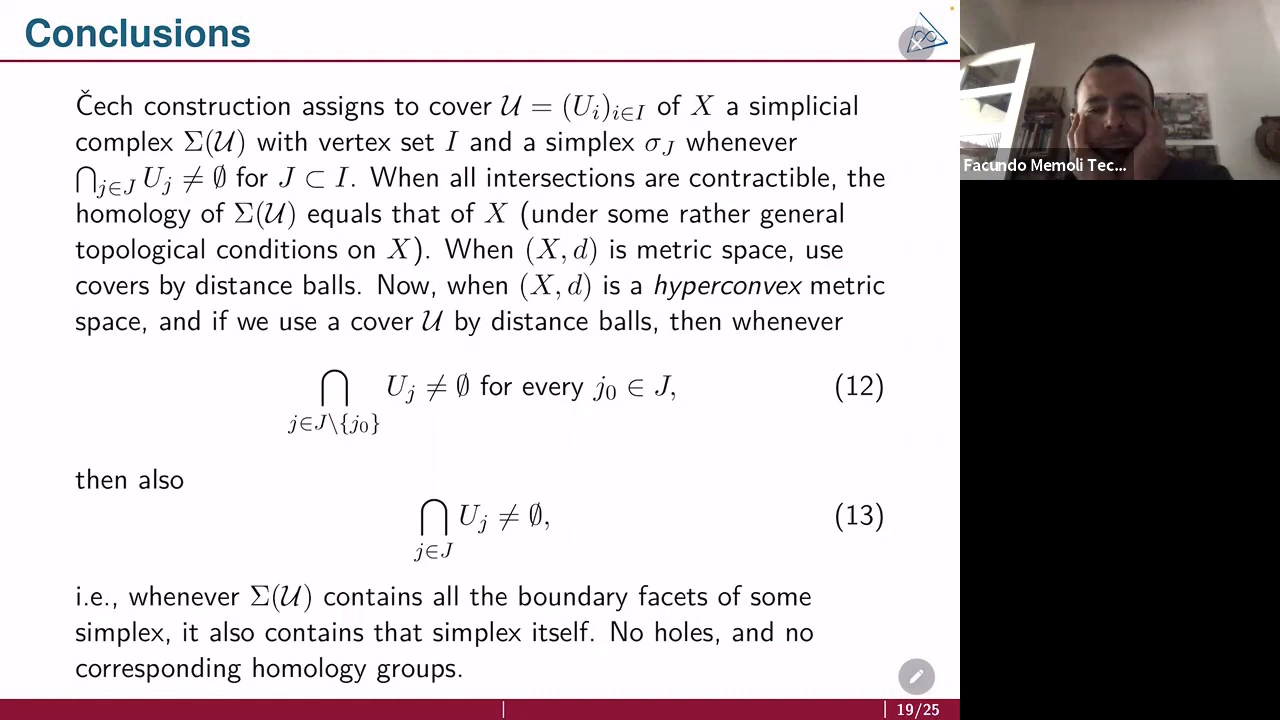 Conclusions
Čech construction assigns to cover 𝒰 = (Uᵢ)ᵢ∈I of X a simplicial
complex Σ(𝒰) with vertex set I and a simplex σ_J whenever
⋂_{j∈J} U_j ≠ ∅ for J ⊂ I. When all intersections are contractible, the
homology of Σ(𝒰) equals that of X (under some rather general
topological conditions on X). When (X, d) is metric space, use
covers by distance balls. Now, when (X, d) is a hyperconvex metric
space, and if we use a cover 𝒰 by distance balls, then whenever
⋂_{j∈J\{j₀}} U_j ≠ ∅ for every j₀ ∈ J, (12)
then also
⋂_{j∈J} U_j ≠ ∅, (13)
i.e., whenever Σ(𝒰) contains all the boundary facets of some
simplex, it also contains that simplex itself. No holes, and no
corresponding homology groups.
19/25
Facundo Memoli Tec...